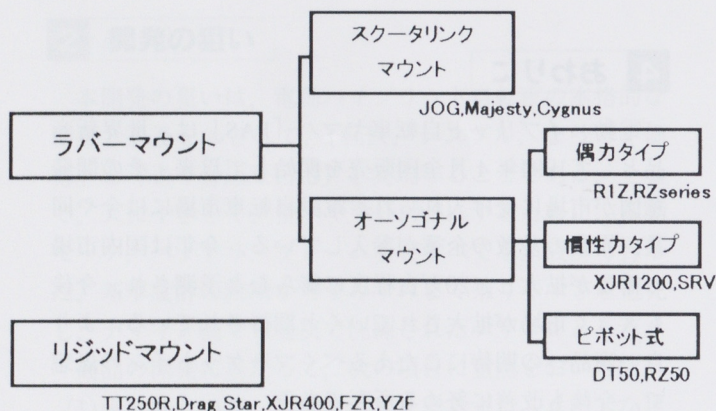 スクータリンク
マウント
JOG,Majesty,Cygnus
ラバーマウント
偶力タイプ
R1Z,RZseries
オーソゴナル
マウント
慣性力タイプ
XJR1200,SRV
ピボット式
DT50,RZ50
リジッドマウント
TT250R,Drag Star,XJR400,FZR,YZF